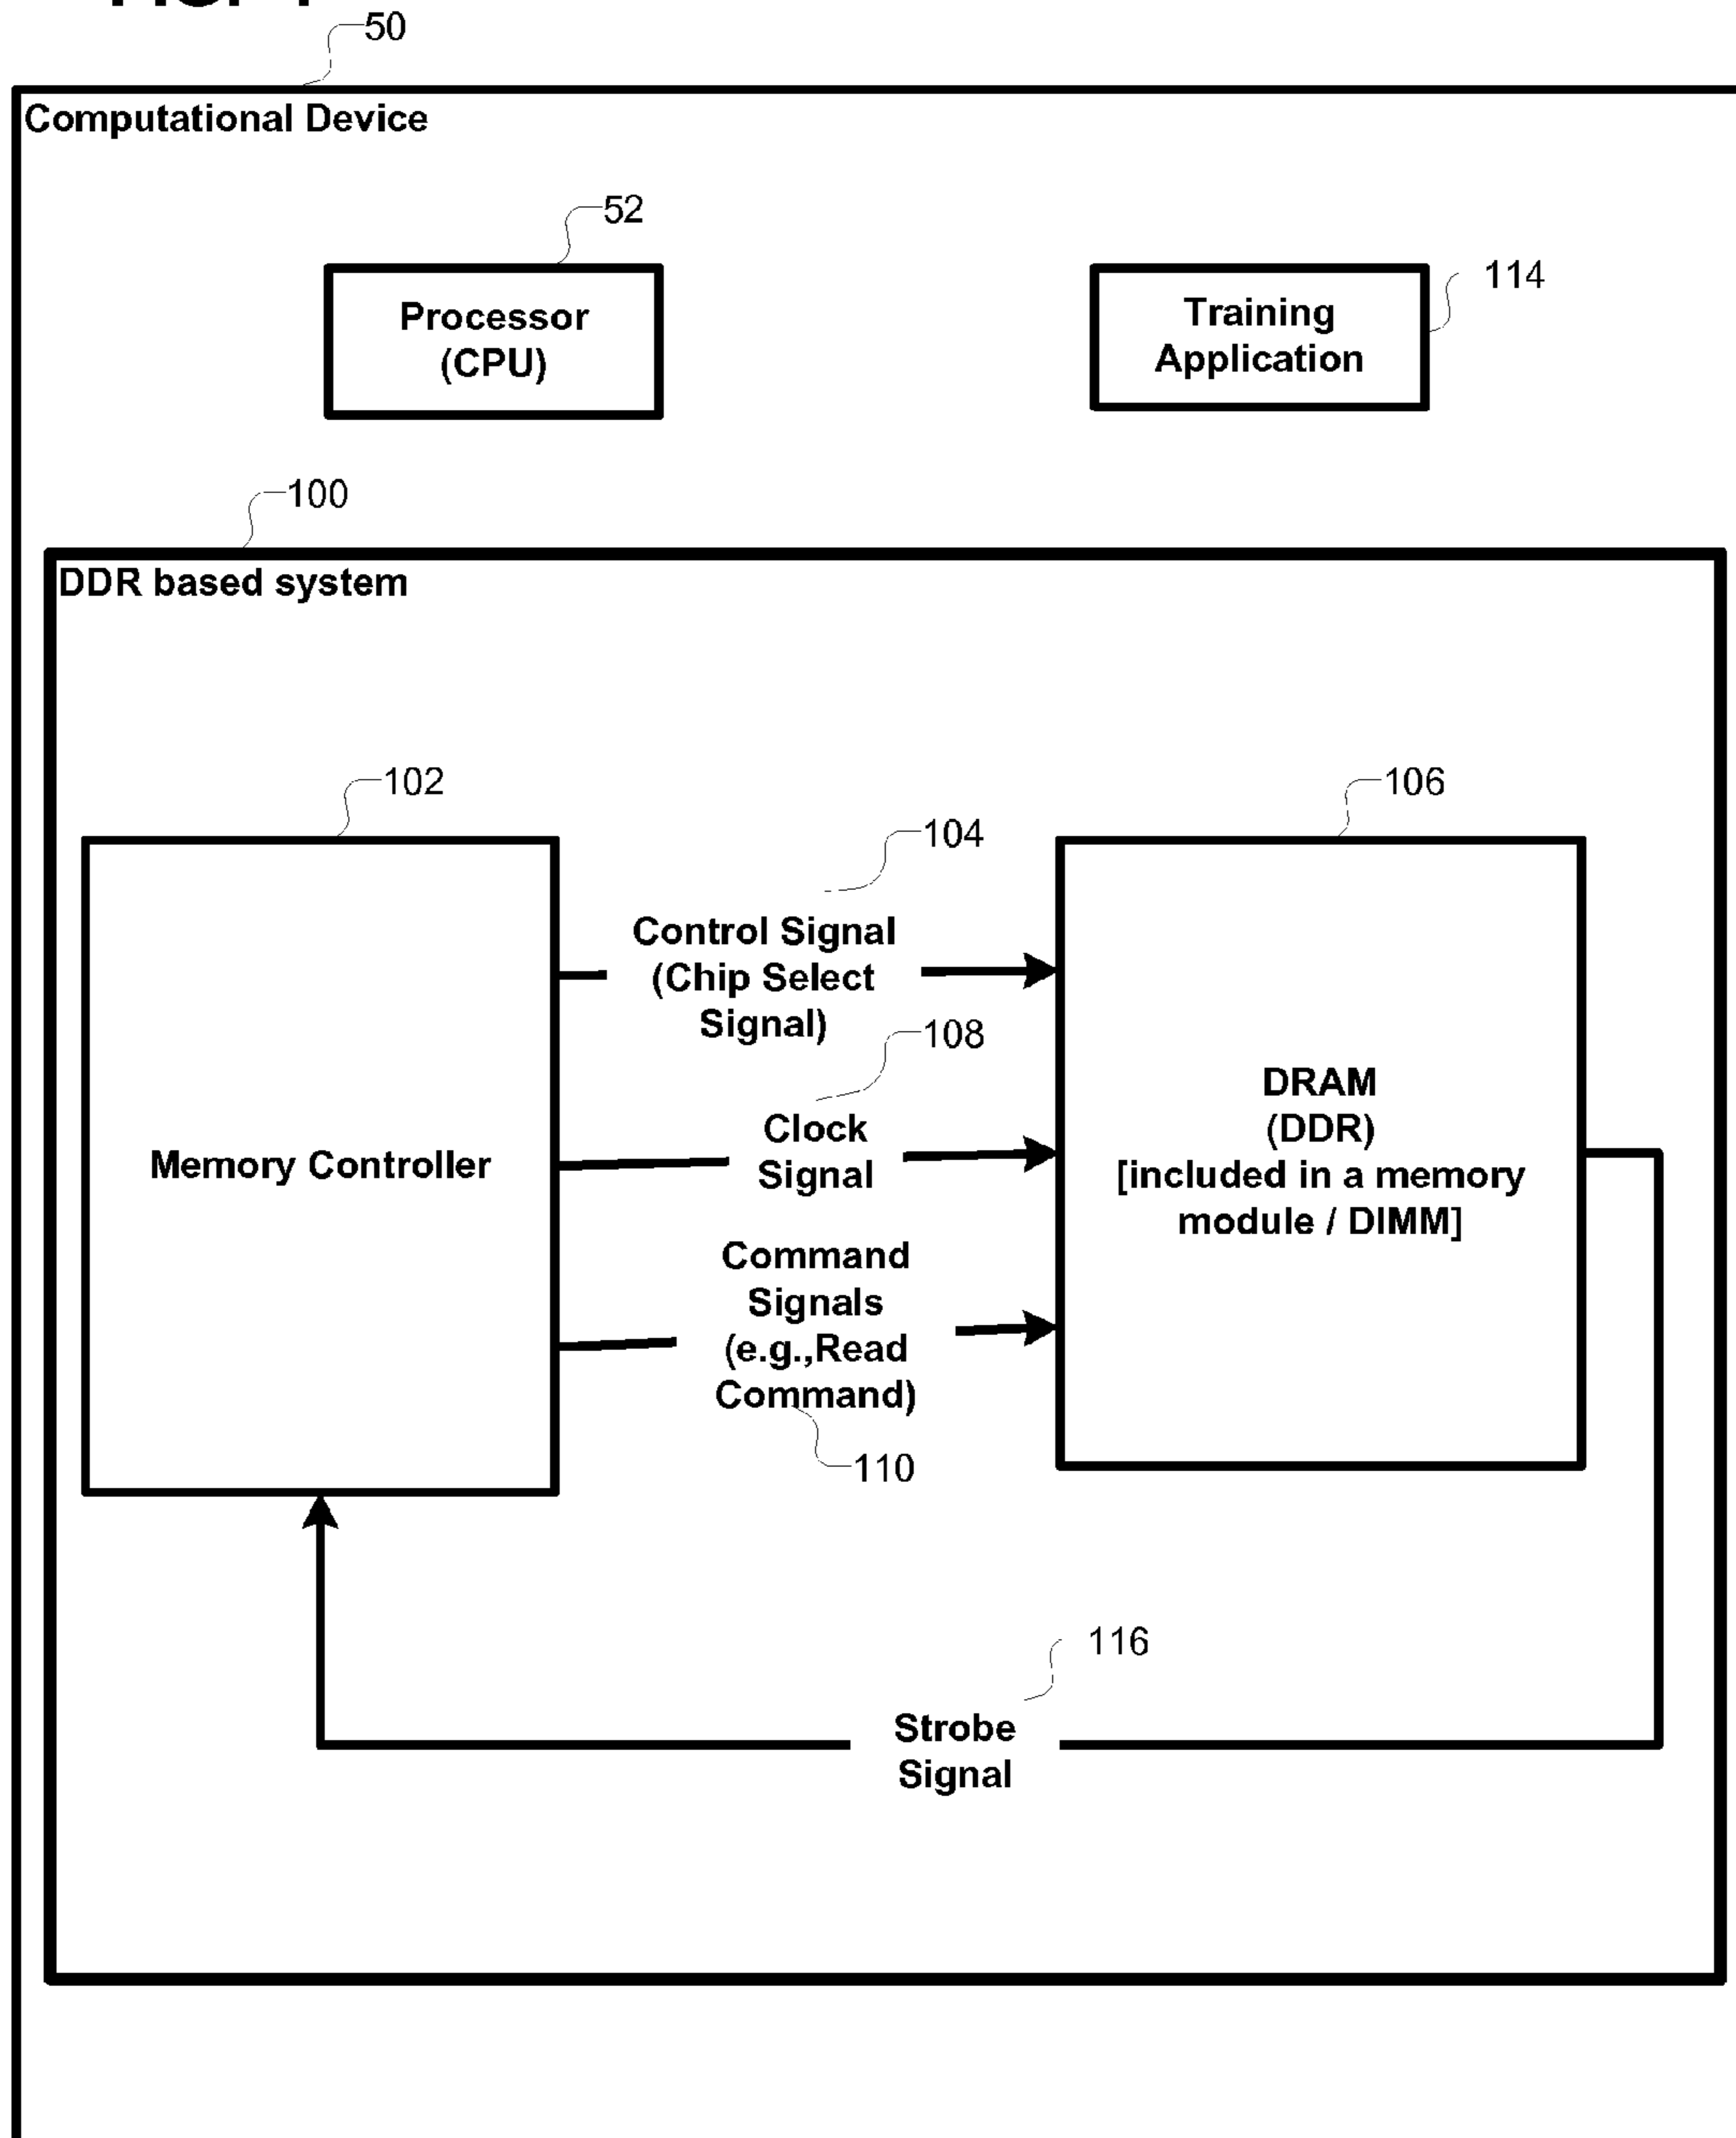 50
Computational Device
52
Processor
(CPU)
Training
Application
114
100
DDR based system
102
106
104
Control Signal
(Chip Select
Signal)
108
Clock
Signal
Memory Controller
DRAM
(DDR)
[included in a memory
module / DIMM]
Command
Signals
(e.g.,Read
Command)
110
116
Strobe
Signal